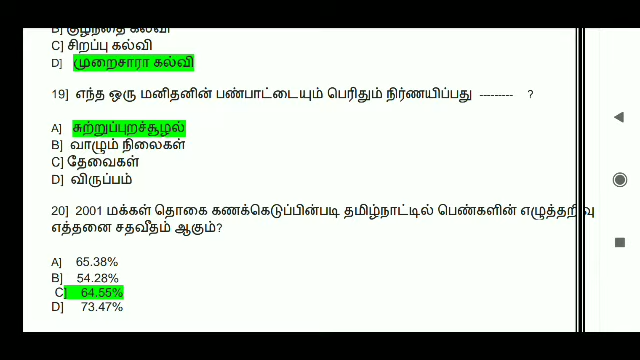 B] குழந்தை கல்வி
C] சிறப்பு கல்வி
D] முறைசாரா கல்வி
19] எந்த ஒரு மனிதனின் பண்பாட்டையும் பெரிதும் நிர்ணயிப்பது --------- ?
A] சுற்றுப்புறச்சூழல்
B] வாழும் நிலைகள்
C] தேவைகள்
D] விருப்பம்
20] 2001 மக்கள் தொகை கணக்கெடுப்பின்படி தமிழ்நாட்டில் பெண்களின் எழுத்தறிவு
எத்தனை சதவீதம் ஆகும்?
A] 65.38%
B] 54.28%
C] 64.55%
D] 73.47%